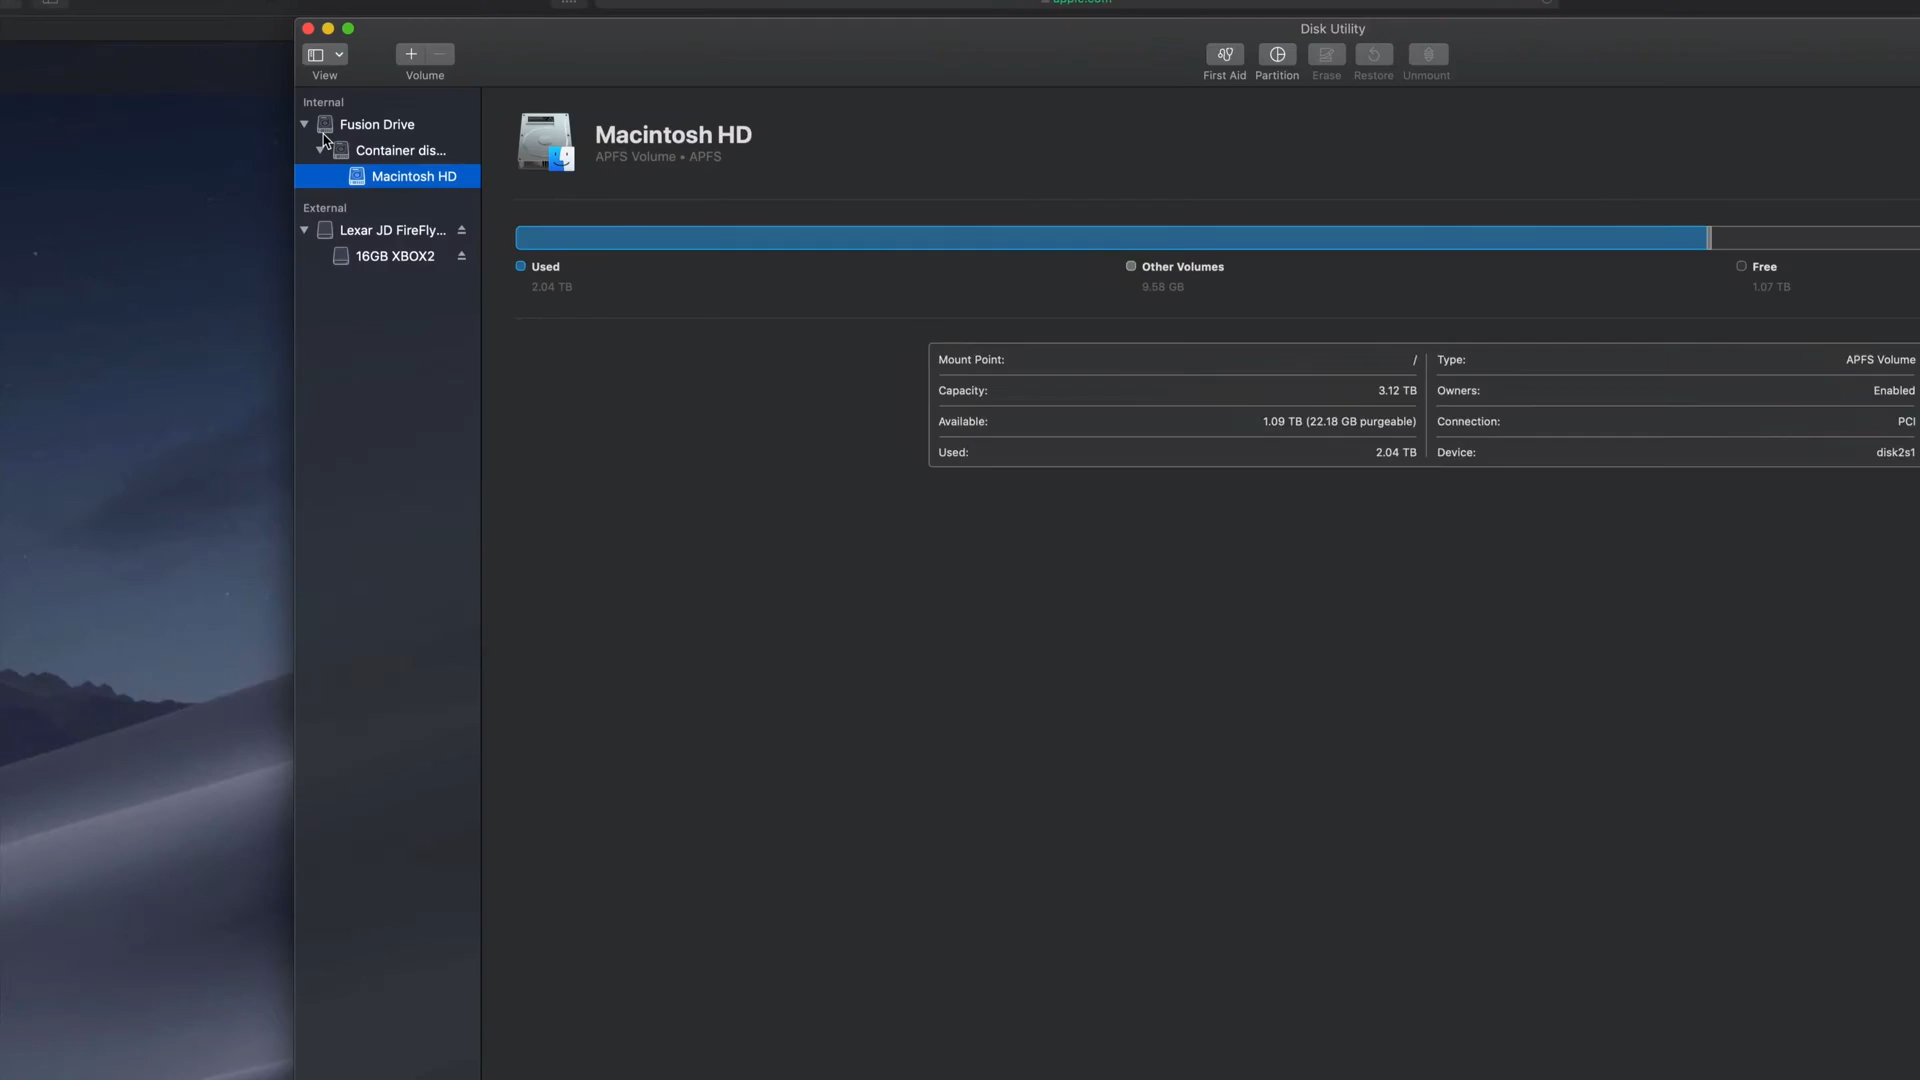 apple.com
Disk Utility
View
Volume
First Aid
Partition
Erase
Restore
Unmount
Internal
Fusion Drive
Container dis...
Macintosh HD
External
Lexar JD FireFly...
16GB XBOX2
Macintosh HD
APFS Volume • APFS
Used
2.04 TB
Other Volumes
9.58 GB
Free
1.07 TB
Mount Point: /
Capacity: 3.12 TB
Available: 1.09 TB (22.18 GB purgeable)
Used: 2.04 TB
Type: APFS Volume
Owners: Enabled
Connection: PCI
Device: disk2s1